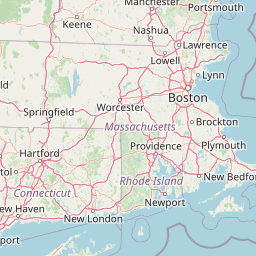 Manchester
Portsmouth
Keene
Nashua
Lawrence
Lowell
Lynn
Worcester
Boston
Springfield
Massachusetts
Brockton
Hartford
Providence
Plymouth
Connecticut
Rhode Island
New Bedfor
New Haven
New London
Newport
port